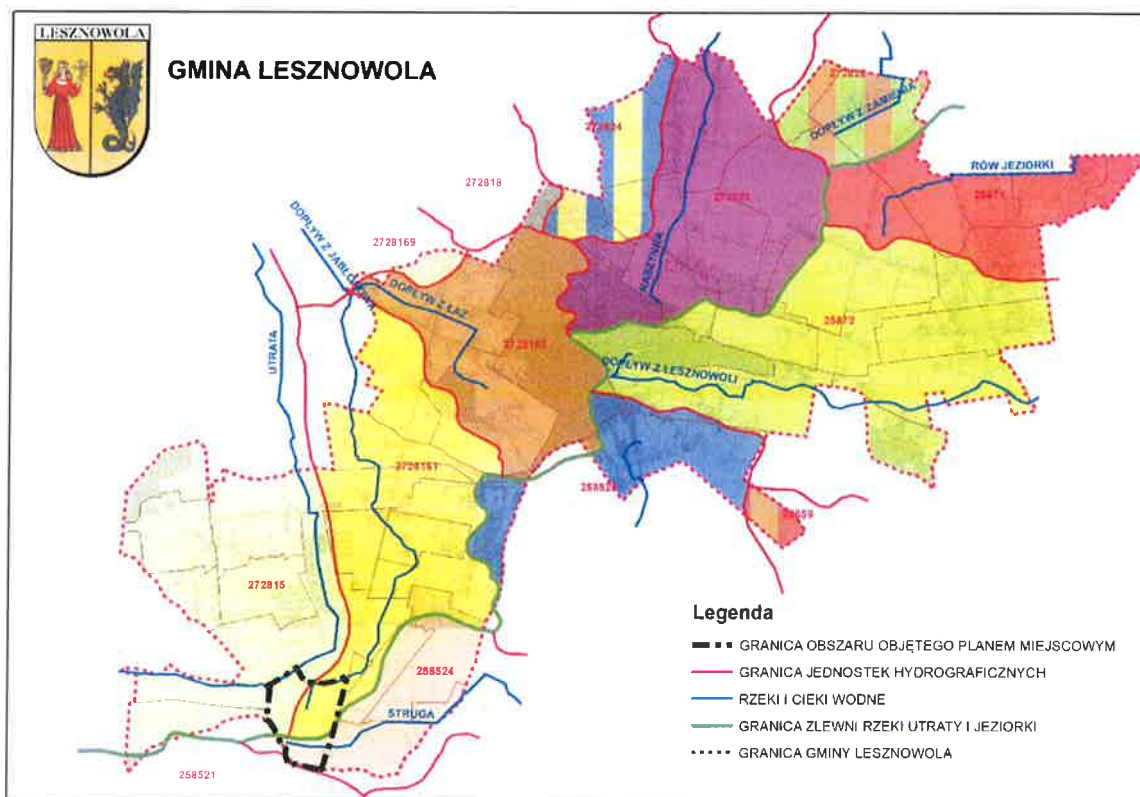 LESZNOWOLA
GMINA LESZNOWOLA
DOPŁYW Z ZAMIENIA
RÓW JEZIORKI
272818
DOPŁYW Z JABŁONOWA
2728169
RASZYNKA
DOPŁYW Z ŁAZ
UTRATA
25872
DOPŁYW Z LESZNOWOLI
2728161
272815
258524
STRUGA
258521
Legenda
GRANICA OBSZARU OBJĘTEGO PLANEM MIEJSCOWYM
GRANICA JEDNOSTEK HYDROGRAFICZNYCH
RZEKI I CIEKI WODNE
GRANICA ZLEWNI RZEKI UTRATY I JEZIORKI
GRANICA GMINY LESZNOWOLA